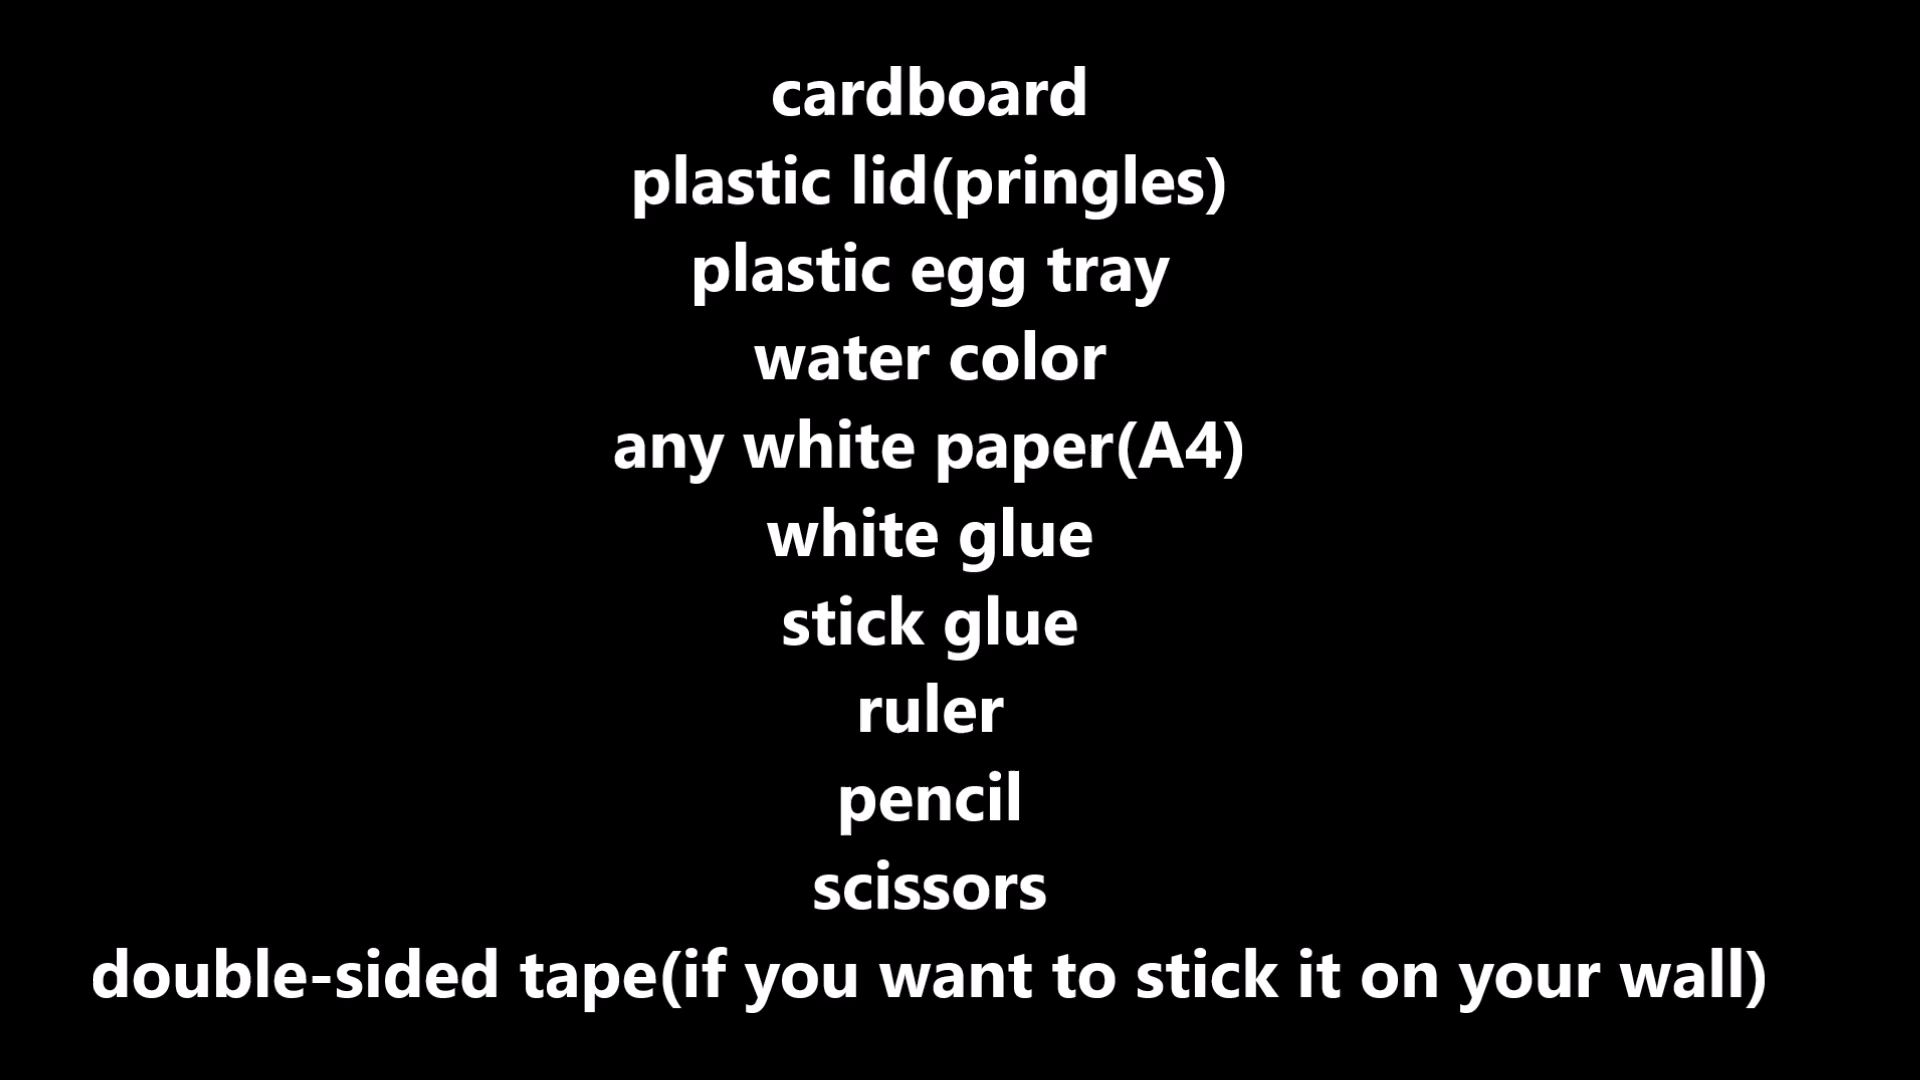 cardboard
plastic lid(pringles)
plastic egg tray
water color
any white paper(A4)
white glue
stick glue
ruler
pencil
scissors
double-sided tape(if you want to stick it on your wall)